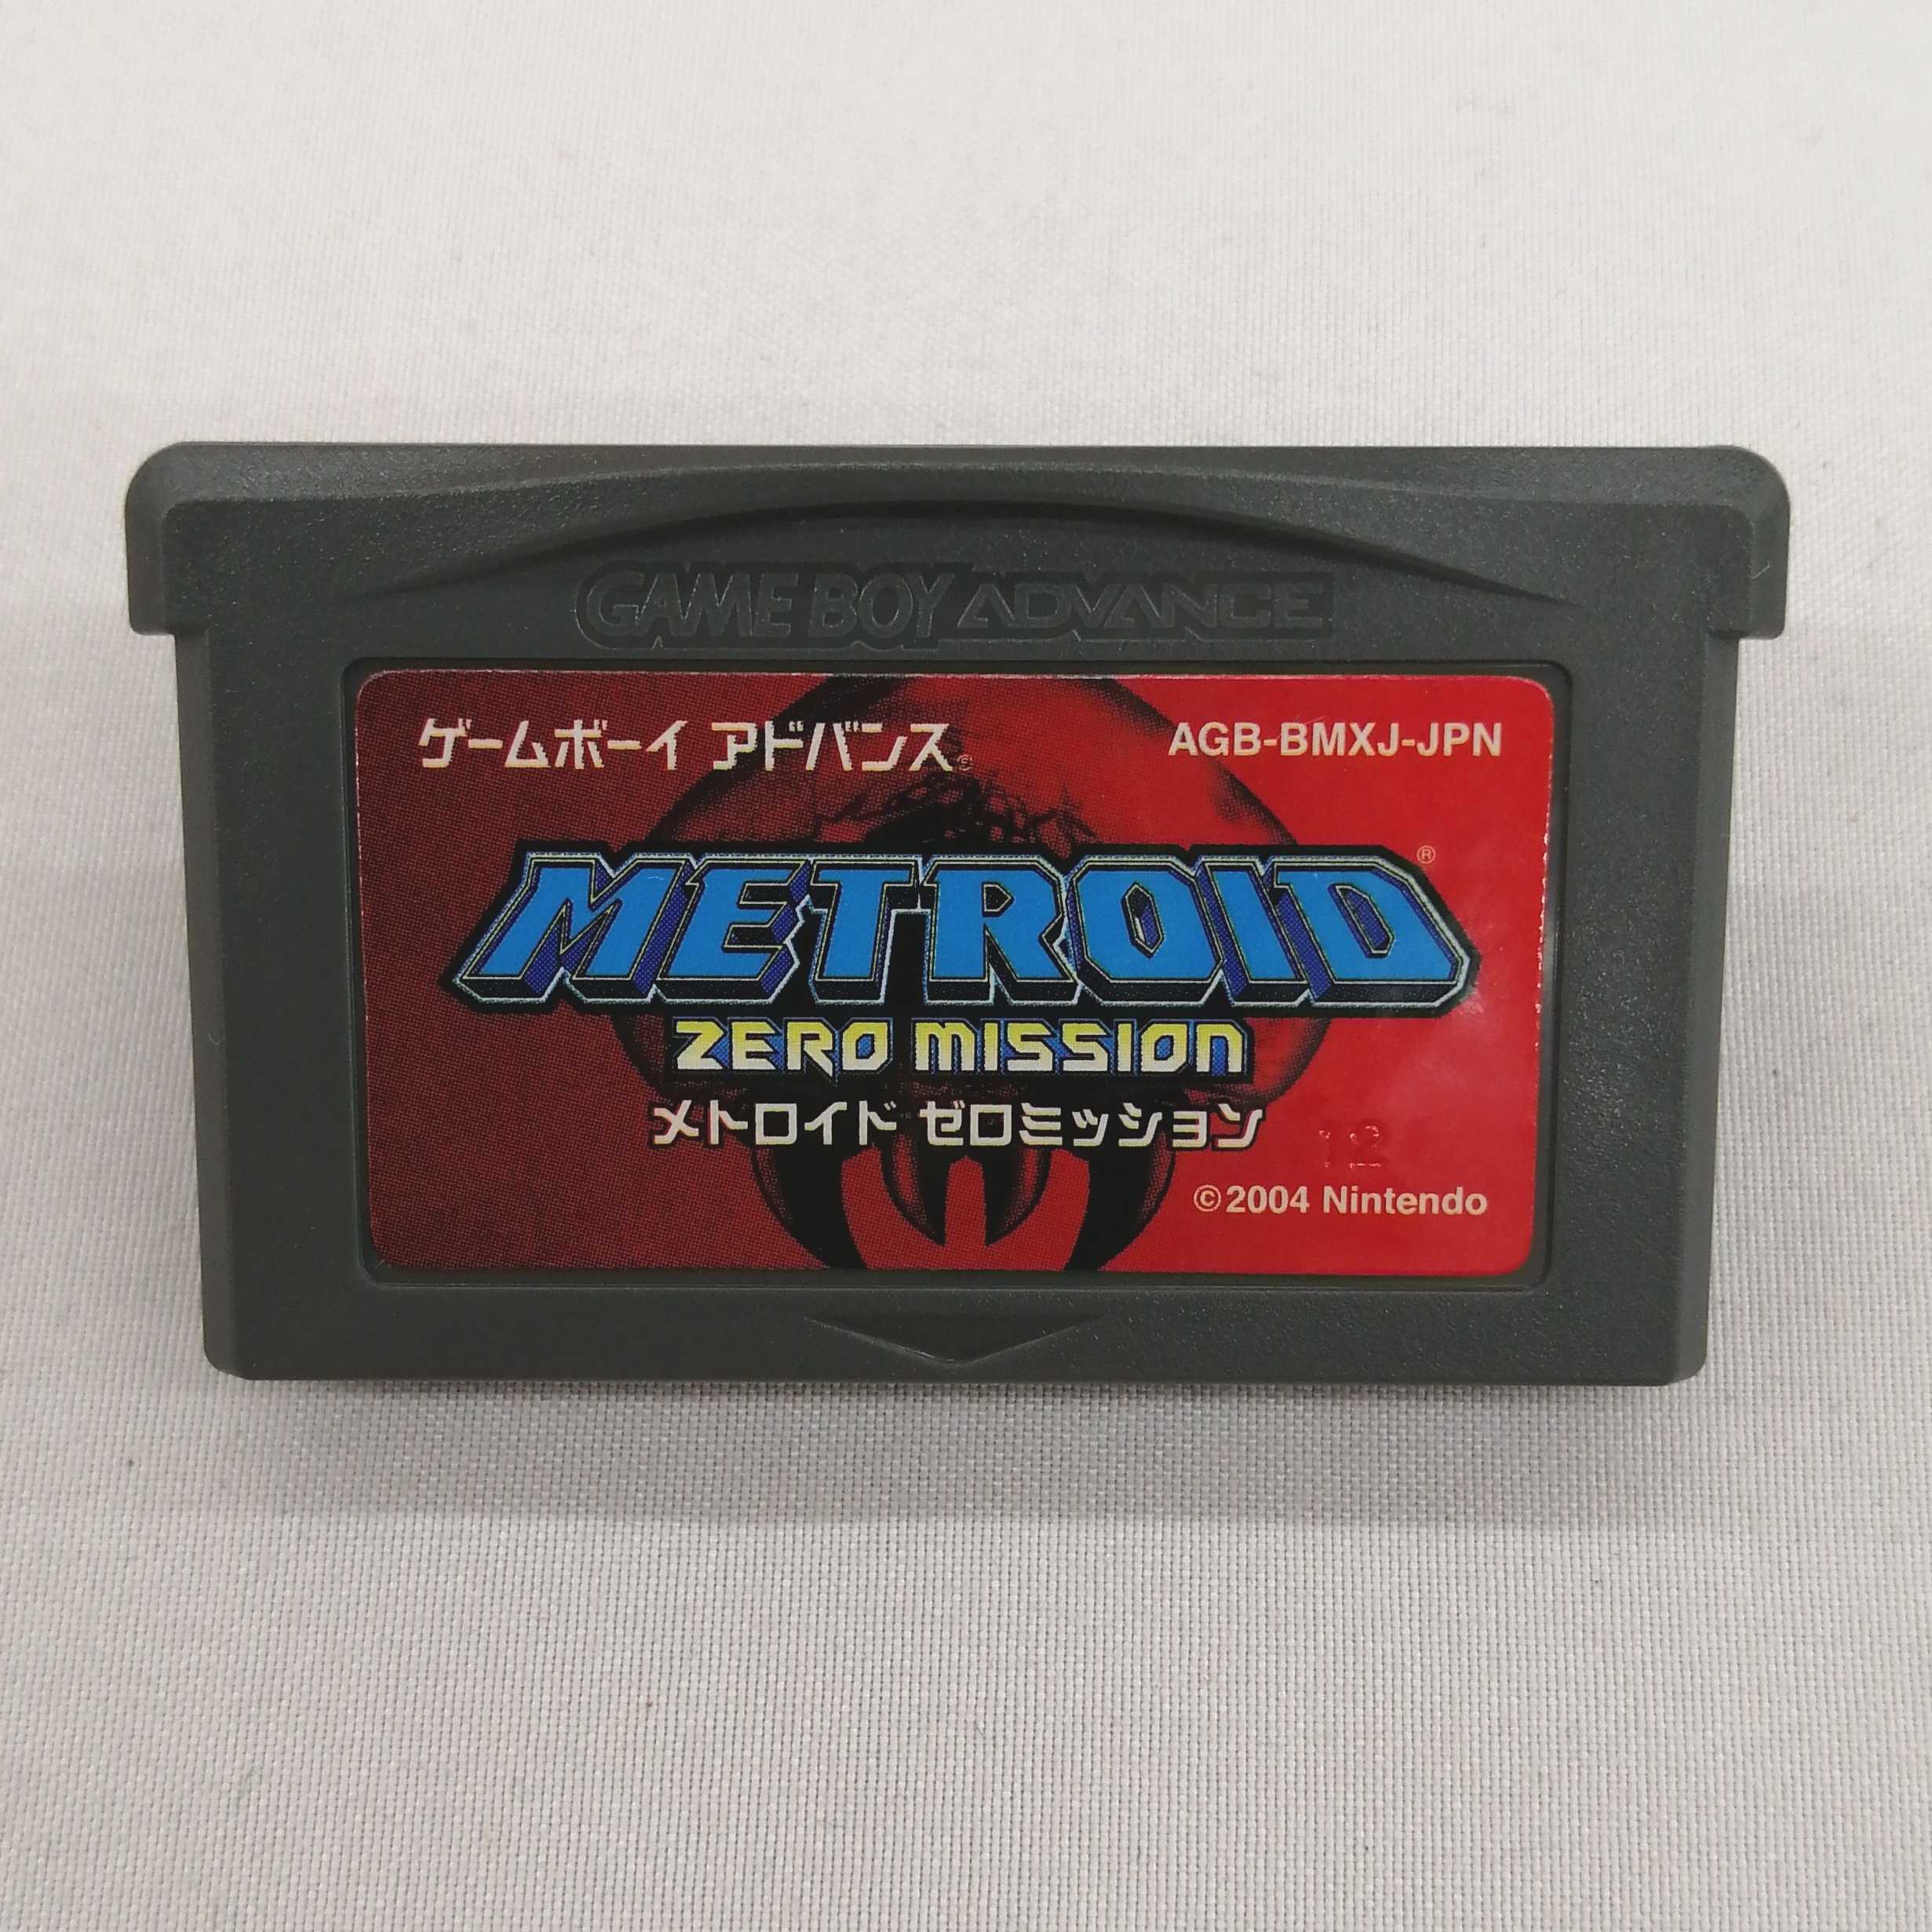 GAME BOY ADVANCE
ゲームボーイ アドバンス
AGB-BMXJ-JPN
METROID®
ZERO MISSION
メトロイド ゼロミッション
12
©2004 Nintendo